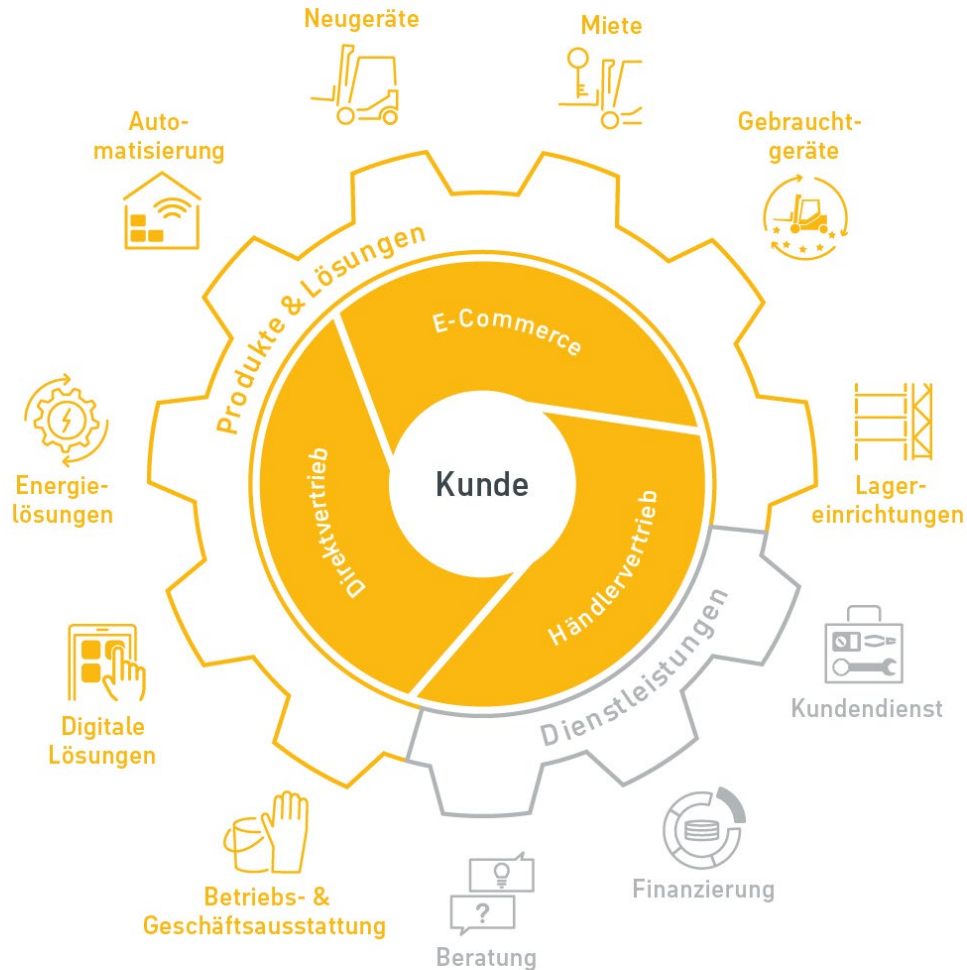 Neugeräte
Miete
Auto-
matisierung
Gebraucht-
geräte
Produkte & Lösungen
E-Commerce
Kunde
Direktvertrieb
Händlervertrieb
Energie-
lösungen
Lager-
einrichtungen
Dienstleistungen
Digitale
Lösungen
Kundendienst
Betriebs- &
Geschäftsausstattung
?
Finanzierung
Beratung